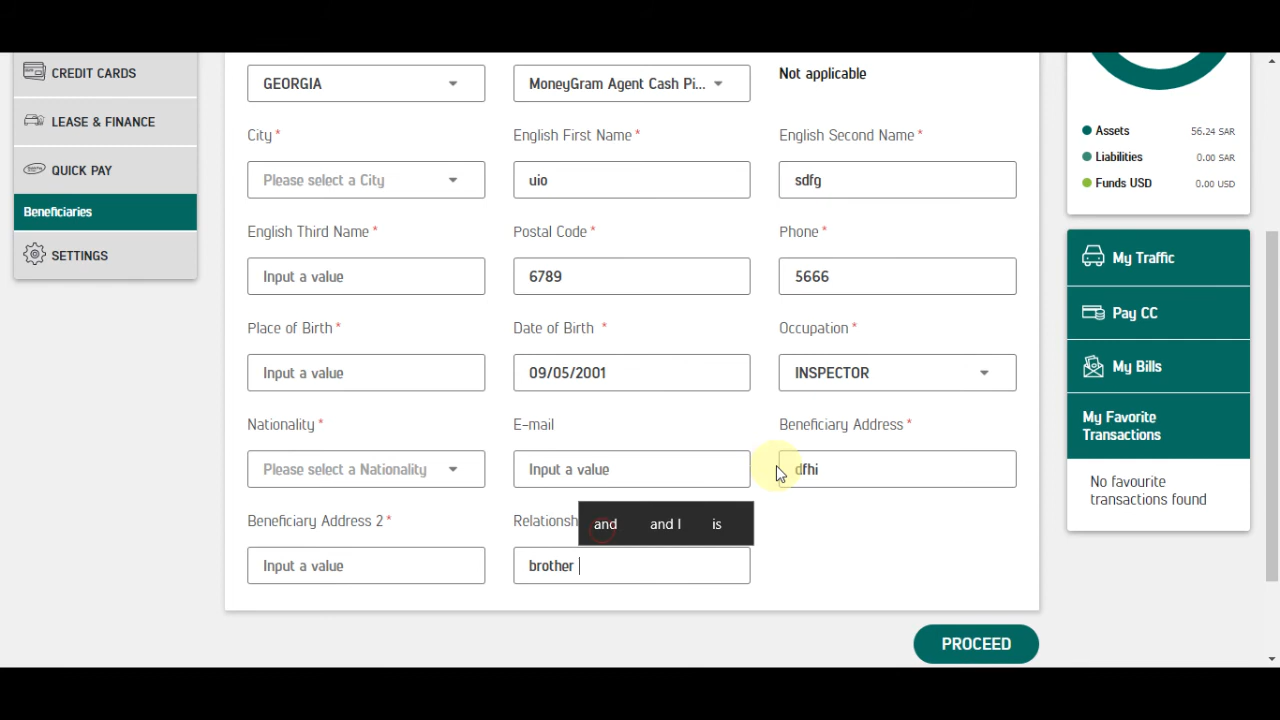 CREDIT CARDS
LEASE & FINANCE
QUICK PAY
Beneficiaries
SETTINGS
GEORGIA
MoneyGram Agent Cash Pi...
Not applicable
City *
English First Name *
English Second Name *
Please select a City
uio
sdfg
English Third Name *
Postal Code *
Phone *
Input a value
6789
5666
Place of Birth *
Date of Birth *
Occupation *
Input a value
09/05/2001
INSPECTOR
Nationality *
E-mail
Beneficiary Address *
Please select a Nationality
Input a value
dfhi
Beneficiary Address 2 *
Relationsh
and and I is
Input a value
brother
PROCEED
Assets 56.24 SAR
Liabilities 0.00 SAR
Funds USD 0.00 USD
My Traffic
Pay CC
My Bills
My Favorite
Transactions
No favourite
transactions found